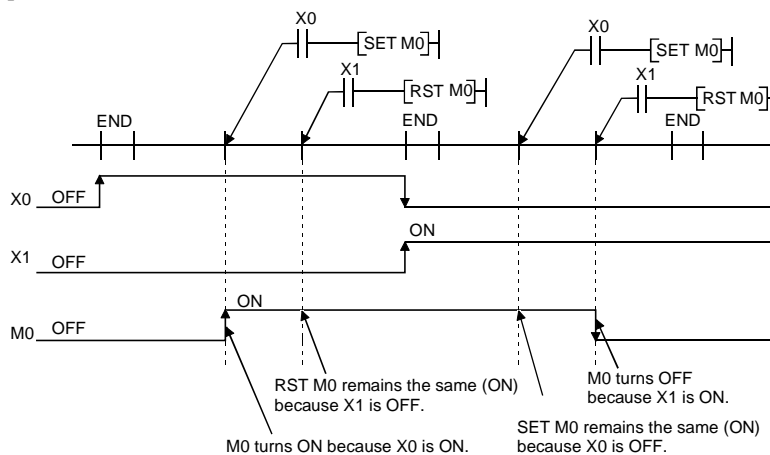 X0
[SET M0]
X1
[RST M0]
X0
[SET M0]
X1
[RST M0]
END
END
END
X0 OFF
ON
X1 OFF
ON
M0 OFF
RST M0 remains the same (ON)
because X1 is OFF.
M0 turns OFF
because X1 is ON.
M0 turns ON because X0 is ON.
SET M0 remains the same (ON)
because X0 is OFF.